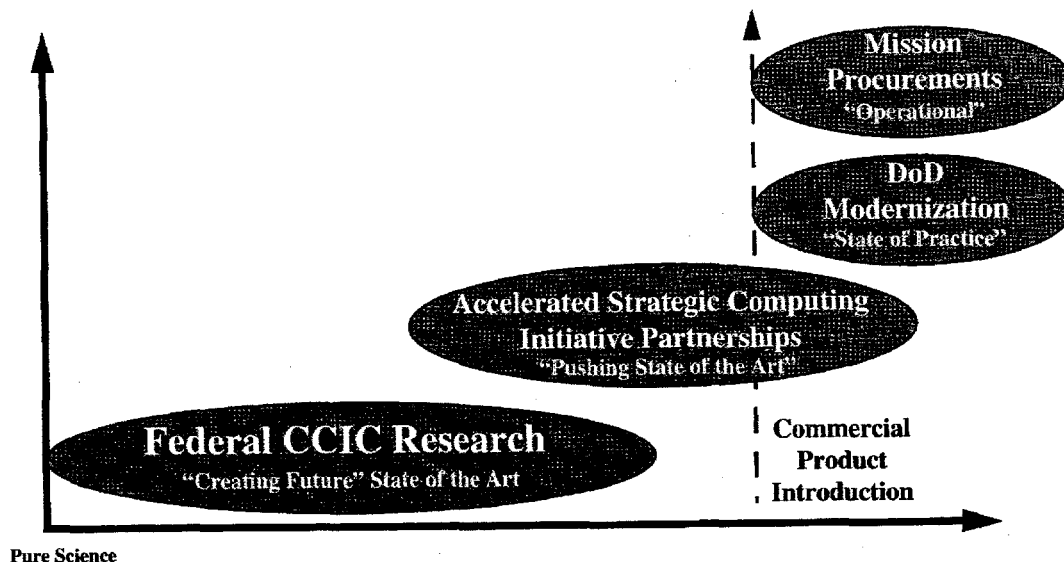 Mission
Procurements
“Operational”
DoD
Modernization
“State of Practice”
Accelerated Strategic Computing
Initiative Partnerships
“Pushing State of the Art”
Federal CCIC Research
“Creating Future” State of the Art
Commercial
Product
Introduction
Pure Science